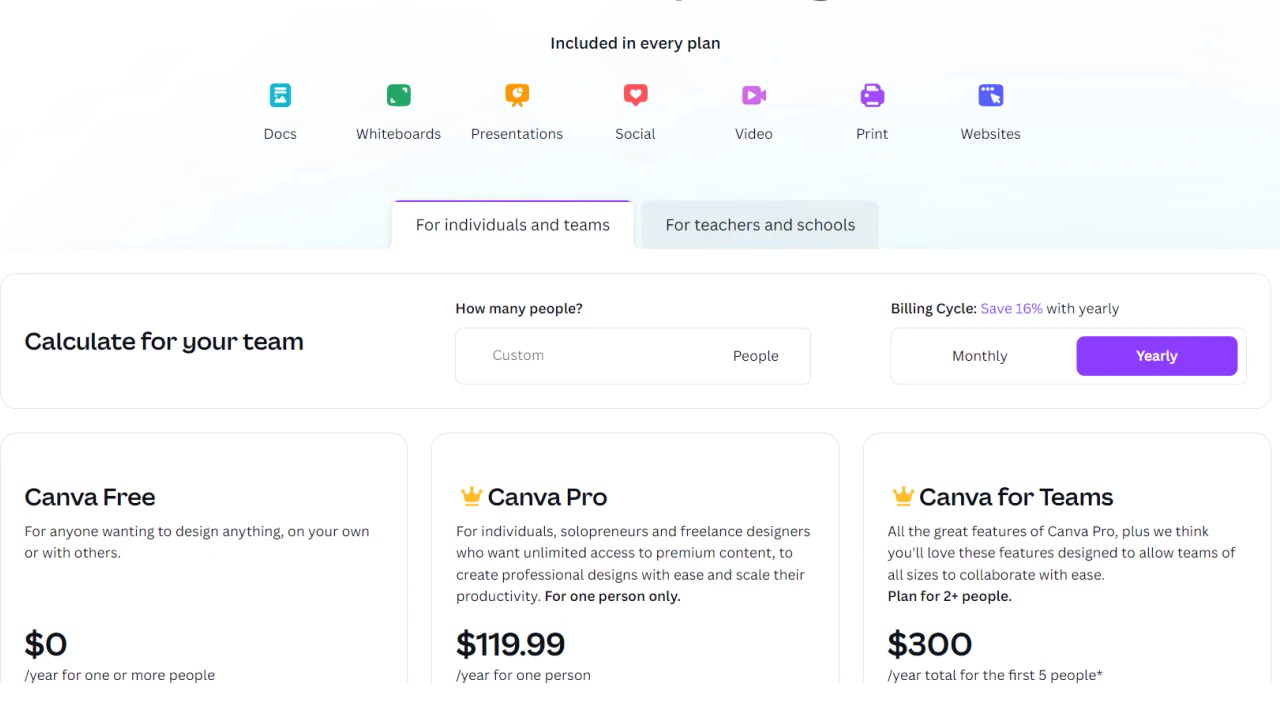 Included in every plan
Docs
Whiteboards
Presentations
Social
Video
Print
Websites
For individuals and teams
For teachers and schools
Calculate for your team
How many people?
Custom
People
Billing Cycle: Save 16% with yearly
Monthly
Yearly
Canva Free
For anyone wanting to design anything, on your own
or with others.
$0
/year for one or more people
Canva Pro
For individuals, solopreneurs and freelance designers
who want unlimited access to premium content, to
create professional designs with ease and scale their
productivity. For one person only.
$119.99
/year for one person
Canva for Teams
All the great features of Canva Pro, plus we think
you'll love these features designed to allow teams of
all sizes to collaborate with ease.
Plan for 2+ people.
$300
/year total for the first 5 people*